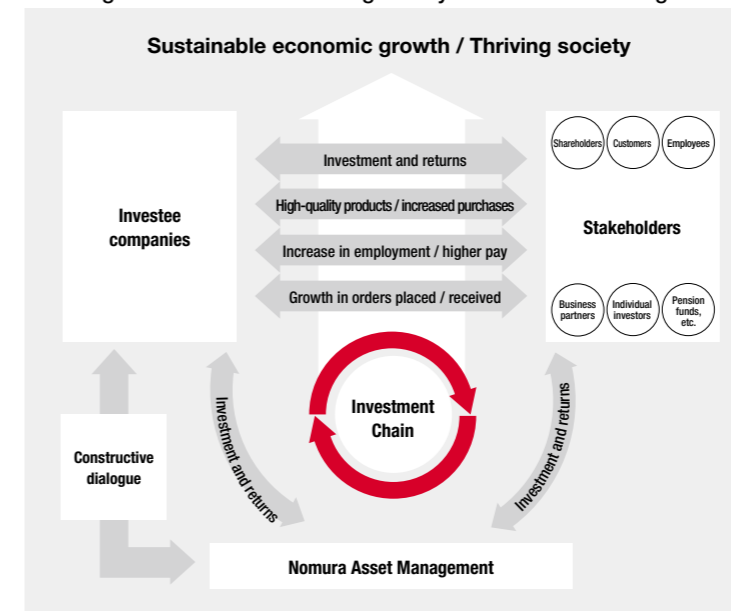 Sustainable economic growth / Thriving society
Investee
companies
Investment and returns
High-quality products / increased purchases
Increase in employment / higher pay
Growth in orders placed / received
Shareholders
Customers
Employees
Stakeholders
Business
partners
Individual
investors
Pension
funds,
etc.
Investment
Chain
Constructive
dialogue
Investment and returns
Investment and returns
Nomura Asset Management